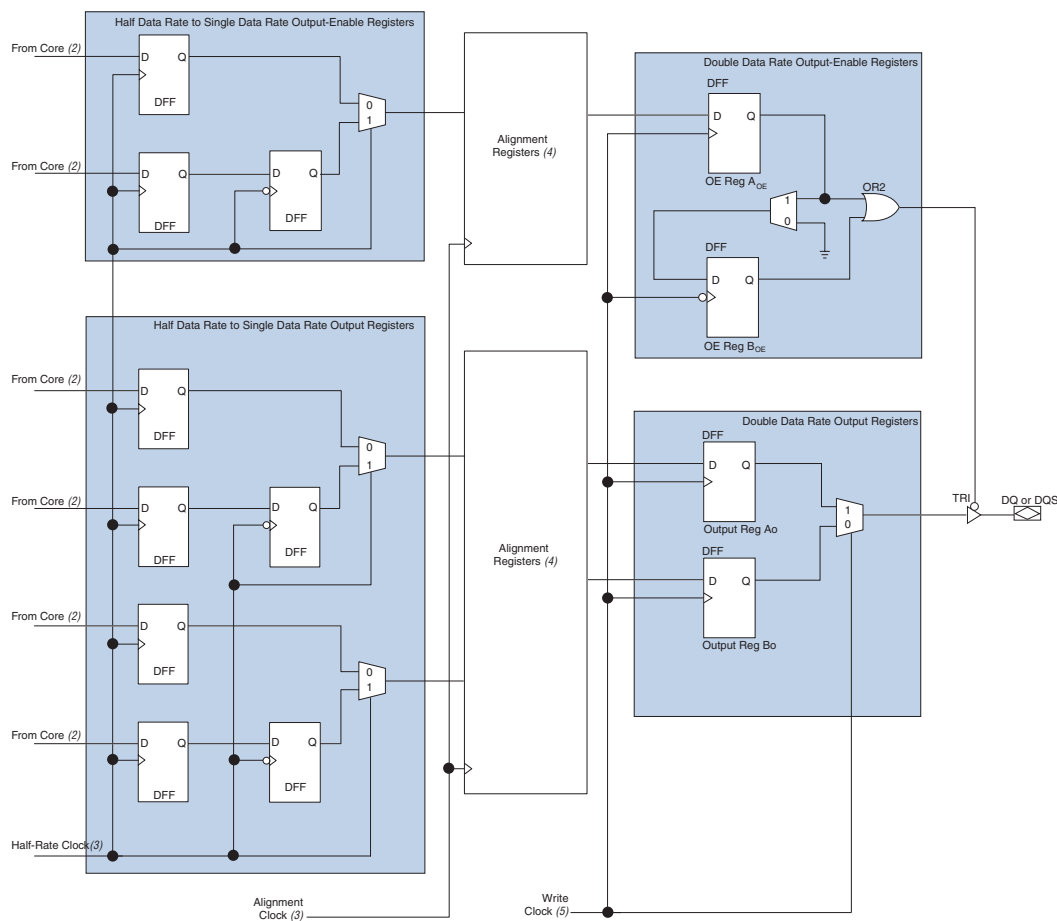 Half Data Rate to Single Data Rate Output-Enable Registers
From Core (2)
D Q
DFF
0
1
From Core (2)
D Q
DFF
D Q
DFF
Alignment
Registers (4)
Double Data Rate Output-Enable Registers
DFF
D Q
OE Reg AOE
1
0
OR2
DFF
D Q
OE Reg BOE
Half Data Rate to Single Data Rate Output Registers
From Core (2)
D Q
DFF
0
1
From Core (2)
D Q
DFF
D Q
DFF
From Core (2)
D Q
DFF
0
1
From Core (2)
D Q
DFF
D Q
DFF
Half-Rate Clock(3)
Alignment
Registers (4)
Alignment
Clock (3)
Double Data Rate Output Registers
DFF
D Q
Output Reg Ao
1
0
DFF
D Q
Output Reg Bo
TRI
DQ or DQS
Write
Clock (5)